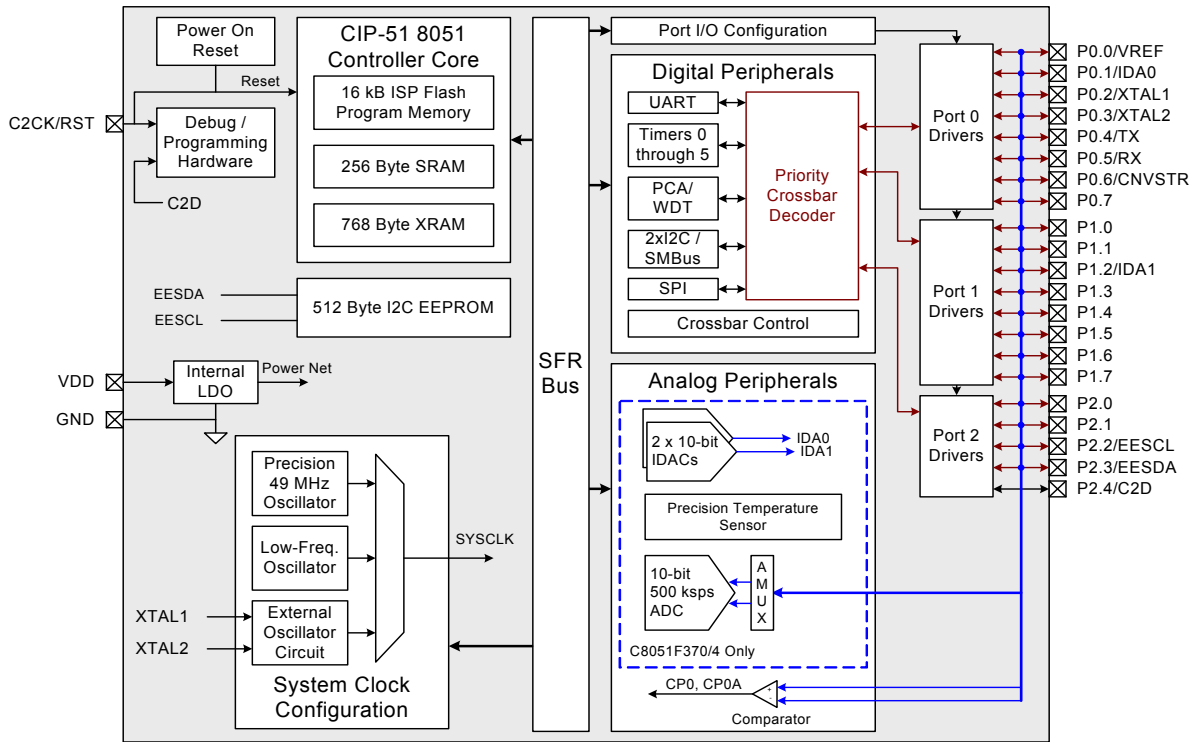 Power On
Reset
Reset
C2CK/RST
Debug /
Programming
Hardware
C2D
CIP-51 8051
Controller Core
16 kB ISP Flash
Program Memory
256 Byte SRAM
768 Byte XRAM
EESDA
EESCL
512 Byte I2C EEPROM
VDD
GND
Internal
LDO
Power Net
Precision
49 MHz
Oscillator
Low-Freq.
Oscillator
External
Oscillator
Circuit
XTAL1
XTAL2
SYSCLK
System Clock
Configuration
SFR
Bus
Port I/O Configuration
Digital Peripherals
UART
Timers 0
through 5
PCA/
WDT
2xI2C /
SMBus
SPI
Priority
Crossbar
Decoder
Crossbar Control
Analog Peripherals
2 x 10-bit
IDACs
IDA0
IDA1
Precision Temperature
Sensor
10-bit
500 ksps
ADC
A
M
U
X
C8051F370/4 Only
CP0, CP0A
+
-
Comparator
Port 0
Drivers
Port 1
Drivers
Port 2
Drivers
P0.0/VREF
P0.1/IDA0
P0.2/XTAL1
P0.3/XTAL2
P0.4/TX
P0.5/RX
P0.6/CNVSTR
P0.7
P1.0
P1.1
P1.2/IDA1
P1.3
P1.4
P1.5
P1.6
P1.7
P2.0
P2.1
P2.2/EESCL
P2.3/EESDA
P2.4/C2D